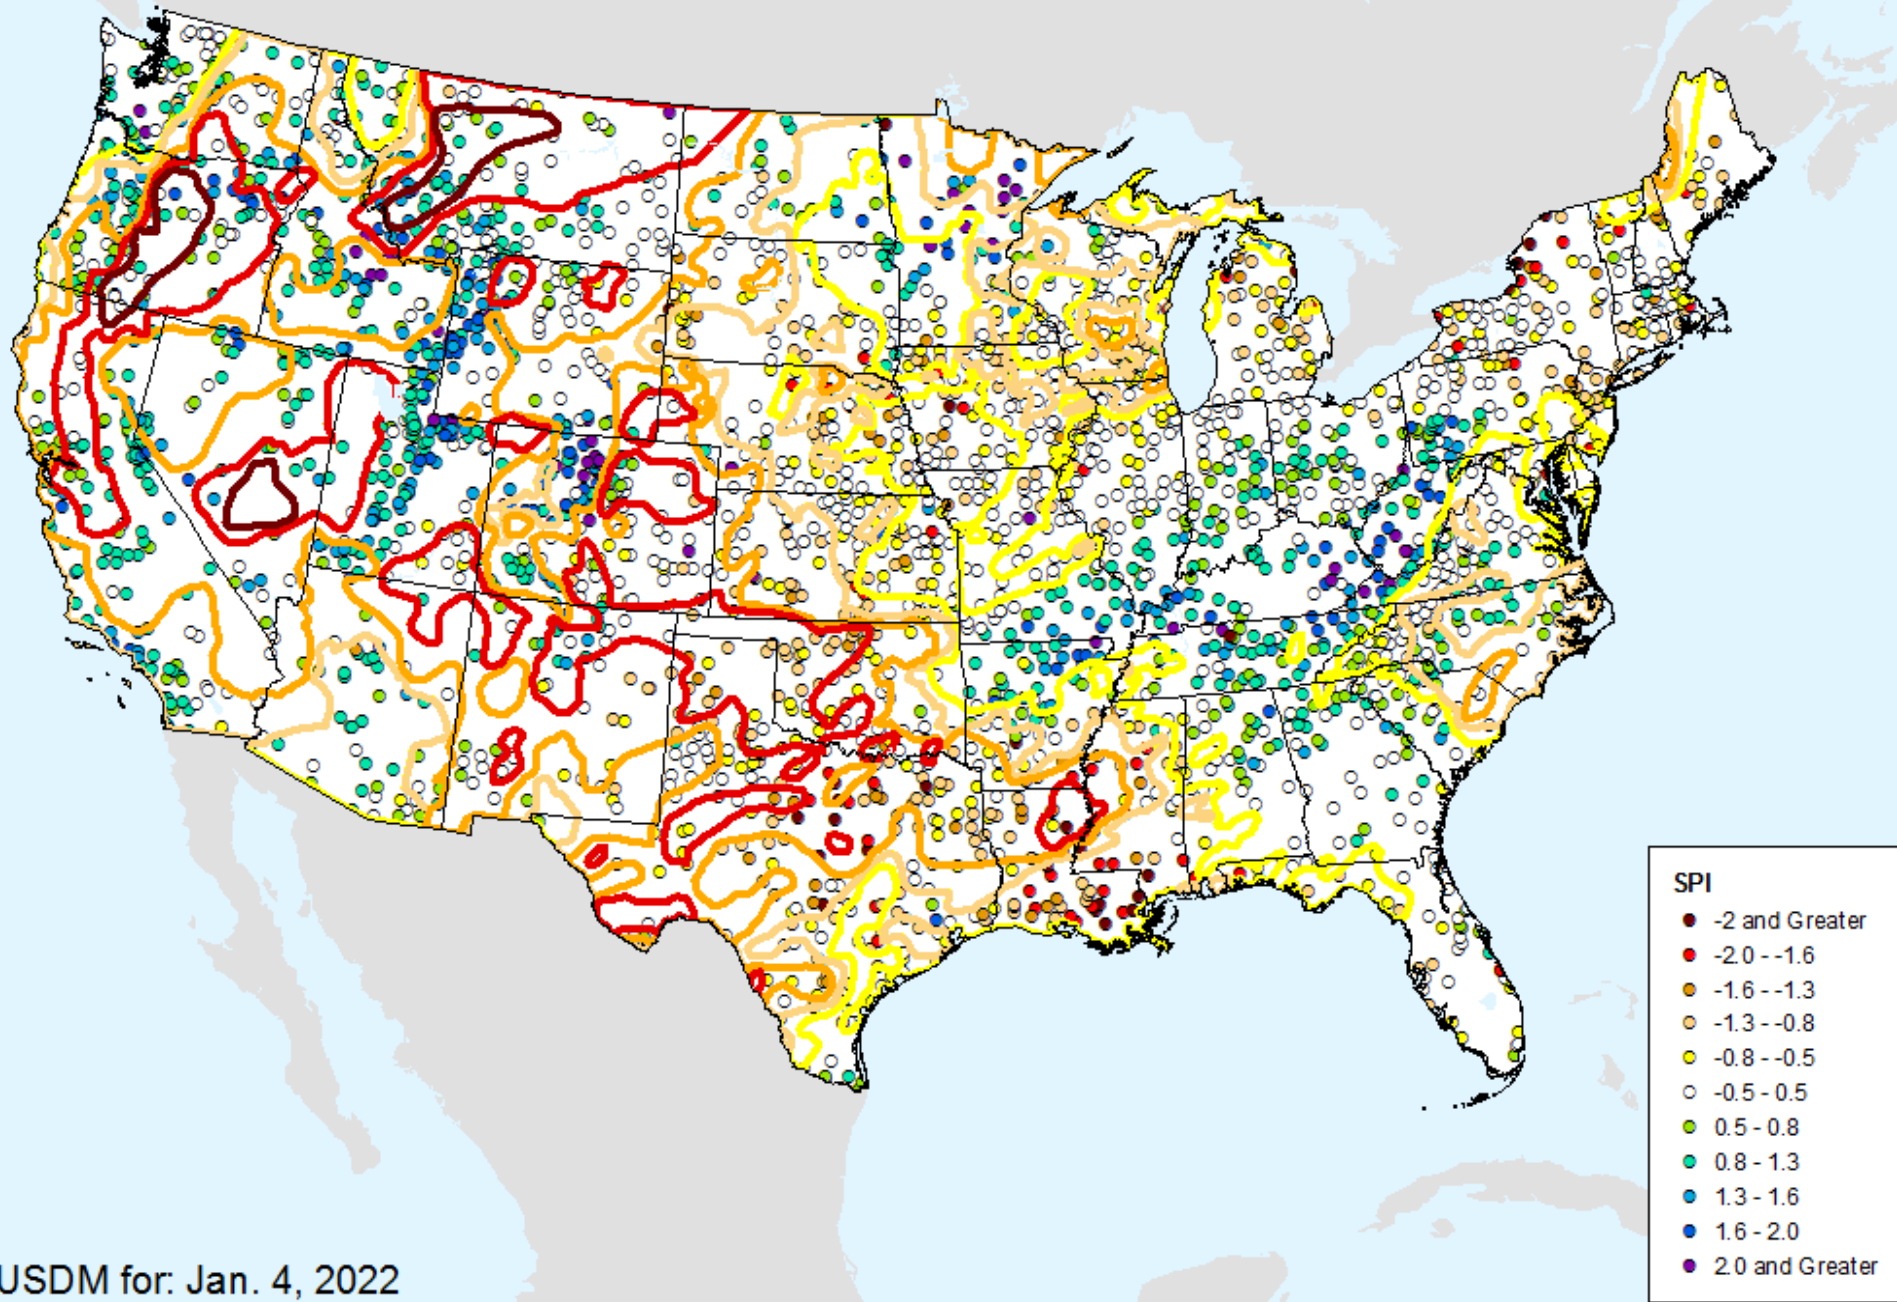 SPI
-2 and Greater
-2.0 - -1.6
-1.6 - -1.3
-1.3 - -0.8
-0.8 - -0.5
-0.5 - 0.5
0.5 - 0.8
0.8 - 1.3
1.3 - 1.6
1.6 - 2.0
2.0 and Greater
USDM for: Jan. 4, 2022